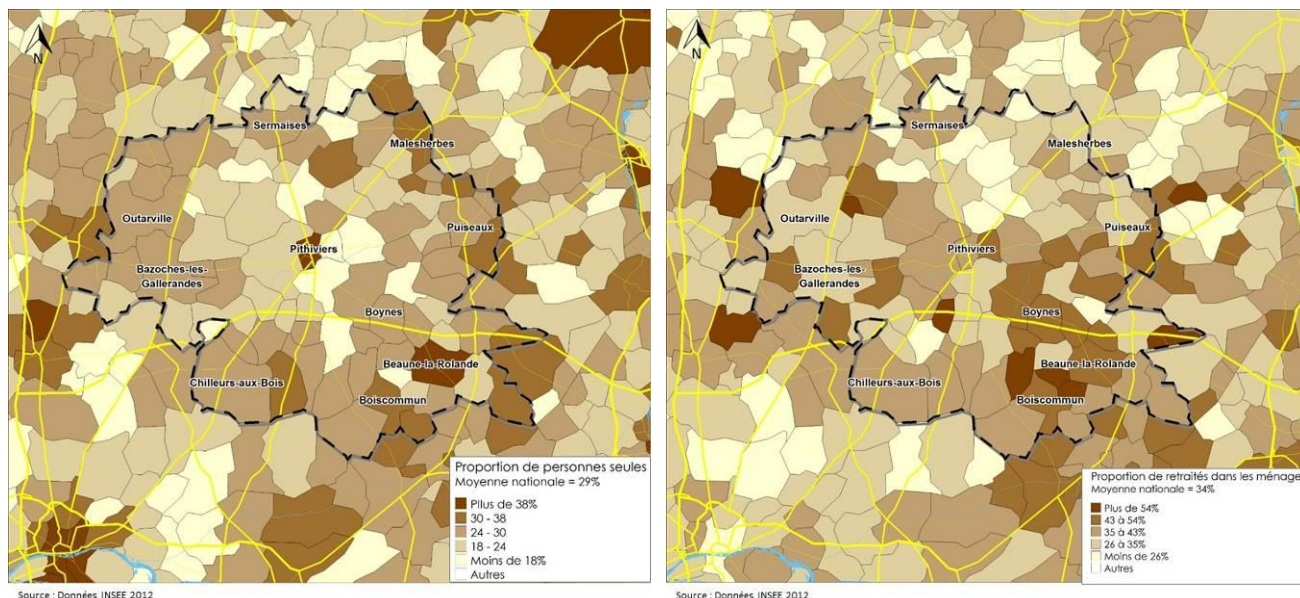 N
Sermaises
Malesherbes
Outarville
Puiseaux
Pithiviers
Bazoches-les-
Gallerandes
Boynes
Beaune-la-Rolande
Chilleurs-aux-Bois
Boiscommun
Proportion de personnes seules
Moyenne nationale = 29%
Pllus de 38%
30 - 38
24 - 30
18 - 24
Moins de 18%
Autres
Source : Données INSEE 2012
N
Sermaises
Malesherbes
Outarville
Puiseaux
Pithiviers
Bazoches-les-
Gallerandes
Boynes
Beaune-la-Rolande
Chilleurs-aux-Bois
Boiscommun
Proportion de retraités dans les ménage
Moyenne nationale = 34%
Plus de 54%
43 à 54%
35 à 43%
26 à 35%
Moins de 26%
Autres
Source : Données INSEE 2012